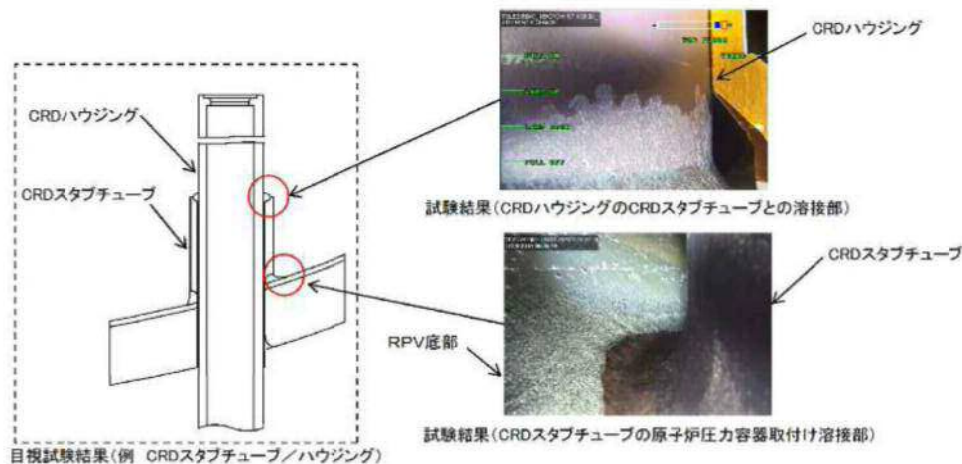 CRDハウジング
CRDスタブチューブ
目視試験結果(例 CRDスタブチューブ/ハウジング)
CRDハウジング
試験結果(CRDハウジングのCRDスタブチューブとの溶接部)
CRDスタブチューブ
RPV底部
試験結果(CRDスタブチューブの原子炉圧力容器取付け溶接部)